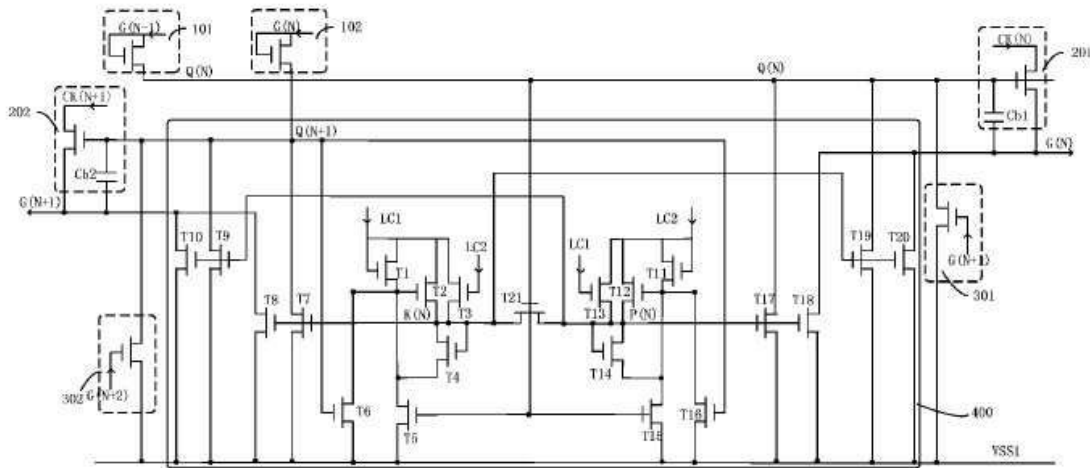 G(N-1)
101
G(N)
102
CK(N)
201
Q(N)
Q(N)
CK(N+1)
202
Q(N+1)
Cb1
Cb2
G(N)
G(N+1)
LC1
LC2
T10
T9
T19
T20
LC2
LC1
G(N+1)
T1
T11
301
T2
T12
T21
T3
T13
T8
T7
T17
T18
K(N)
P(N)
T4
T14
302
G(N+2)
T6
T16
400
T5
T15
VSS1